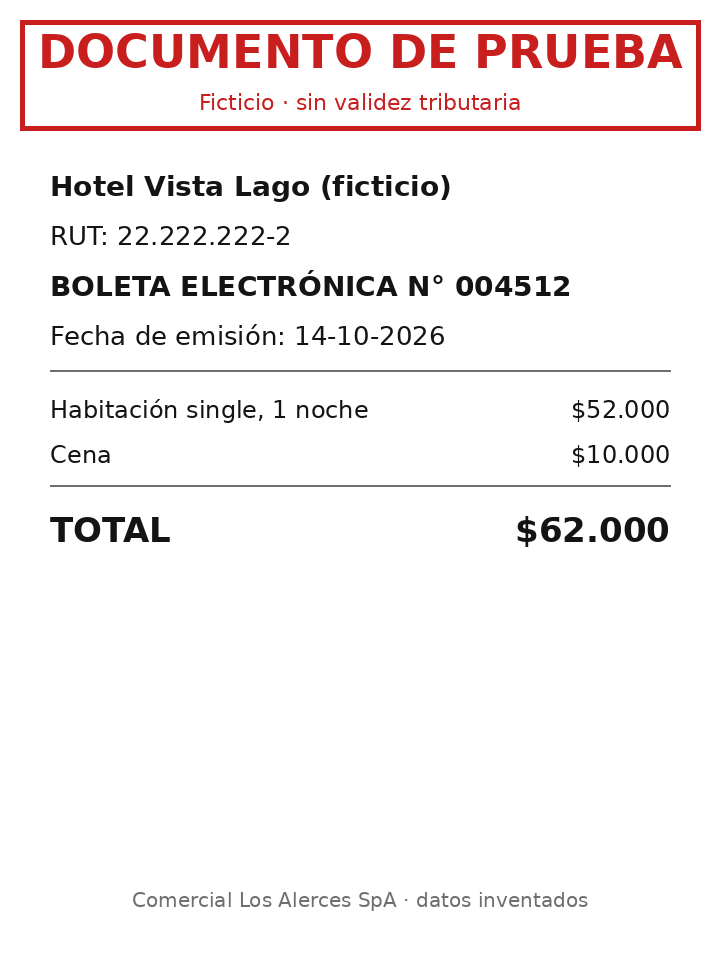 DOCUMENTO DE PRUEBA
Ficticio · sin validez tributaria
Hotel Vista Lago (ficticio)
RUT: 22.222.222-2
BOLETA ELECTRÓNICA N° 004512
Fecha de emisión: 14-10-2026
Habitación single, 1 noche $52.000
Cena $10.000
TOTAL $62.000
Comercial Los Alerces SpA · datos inventados